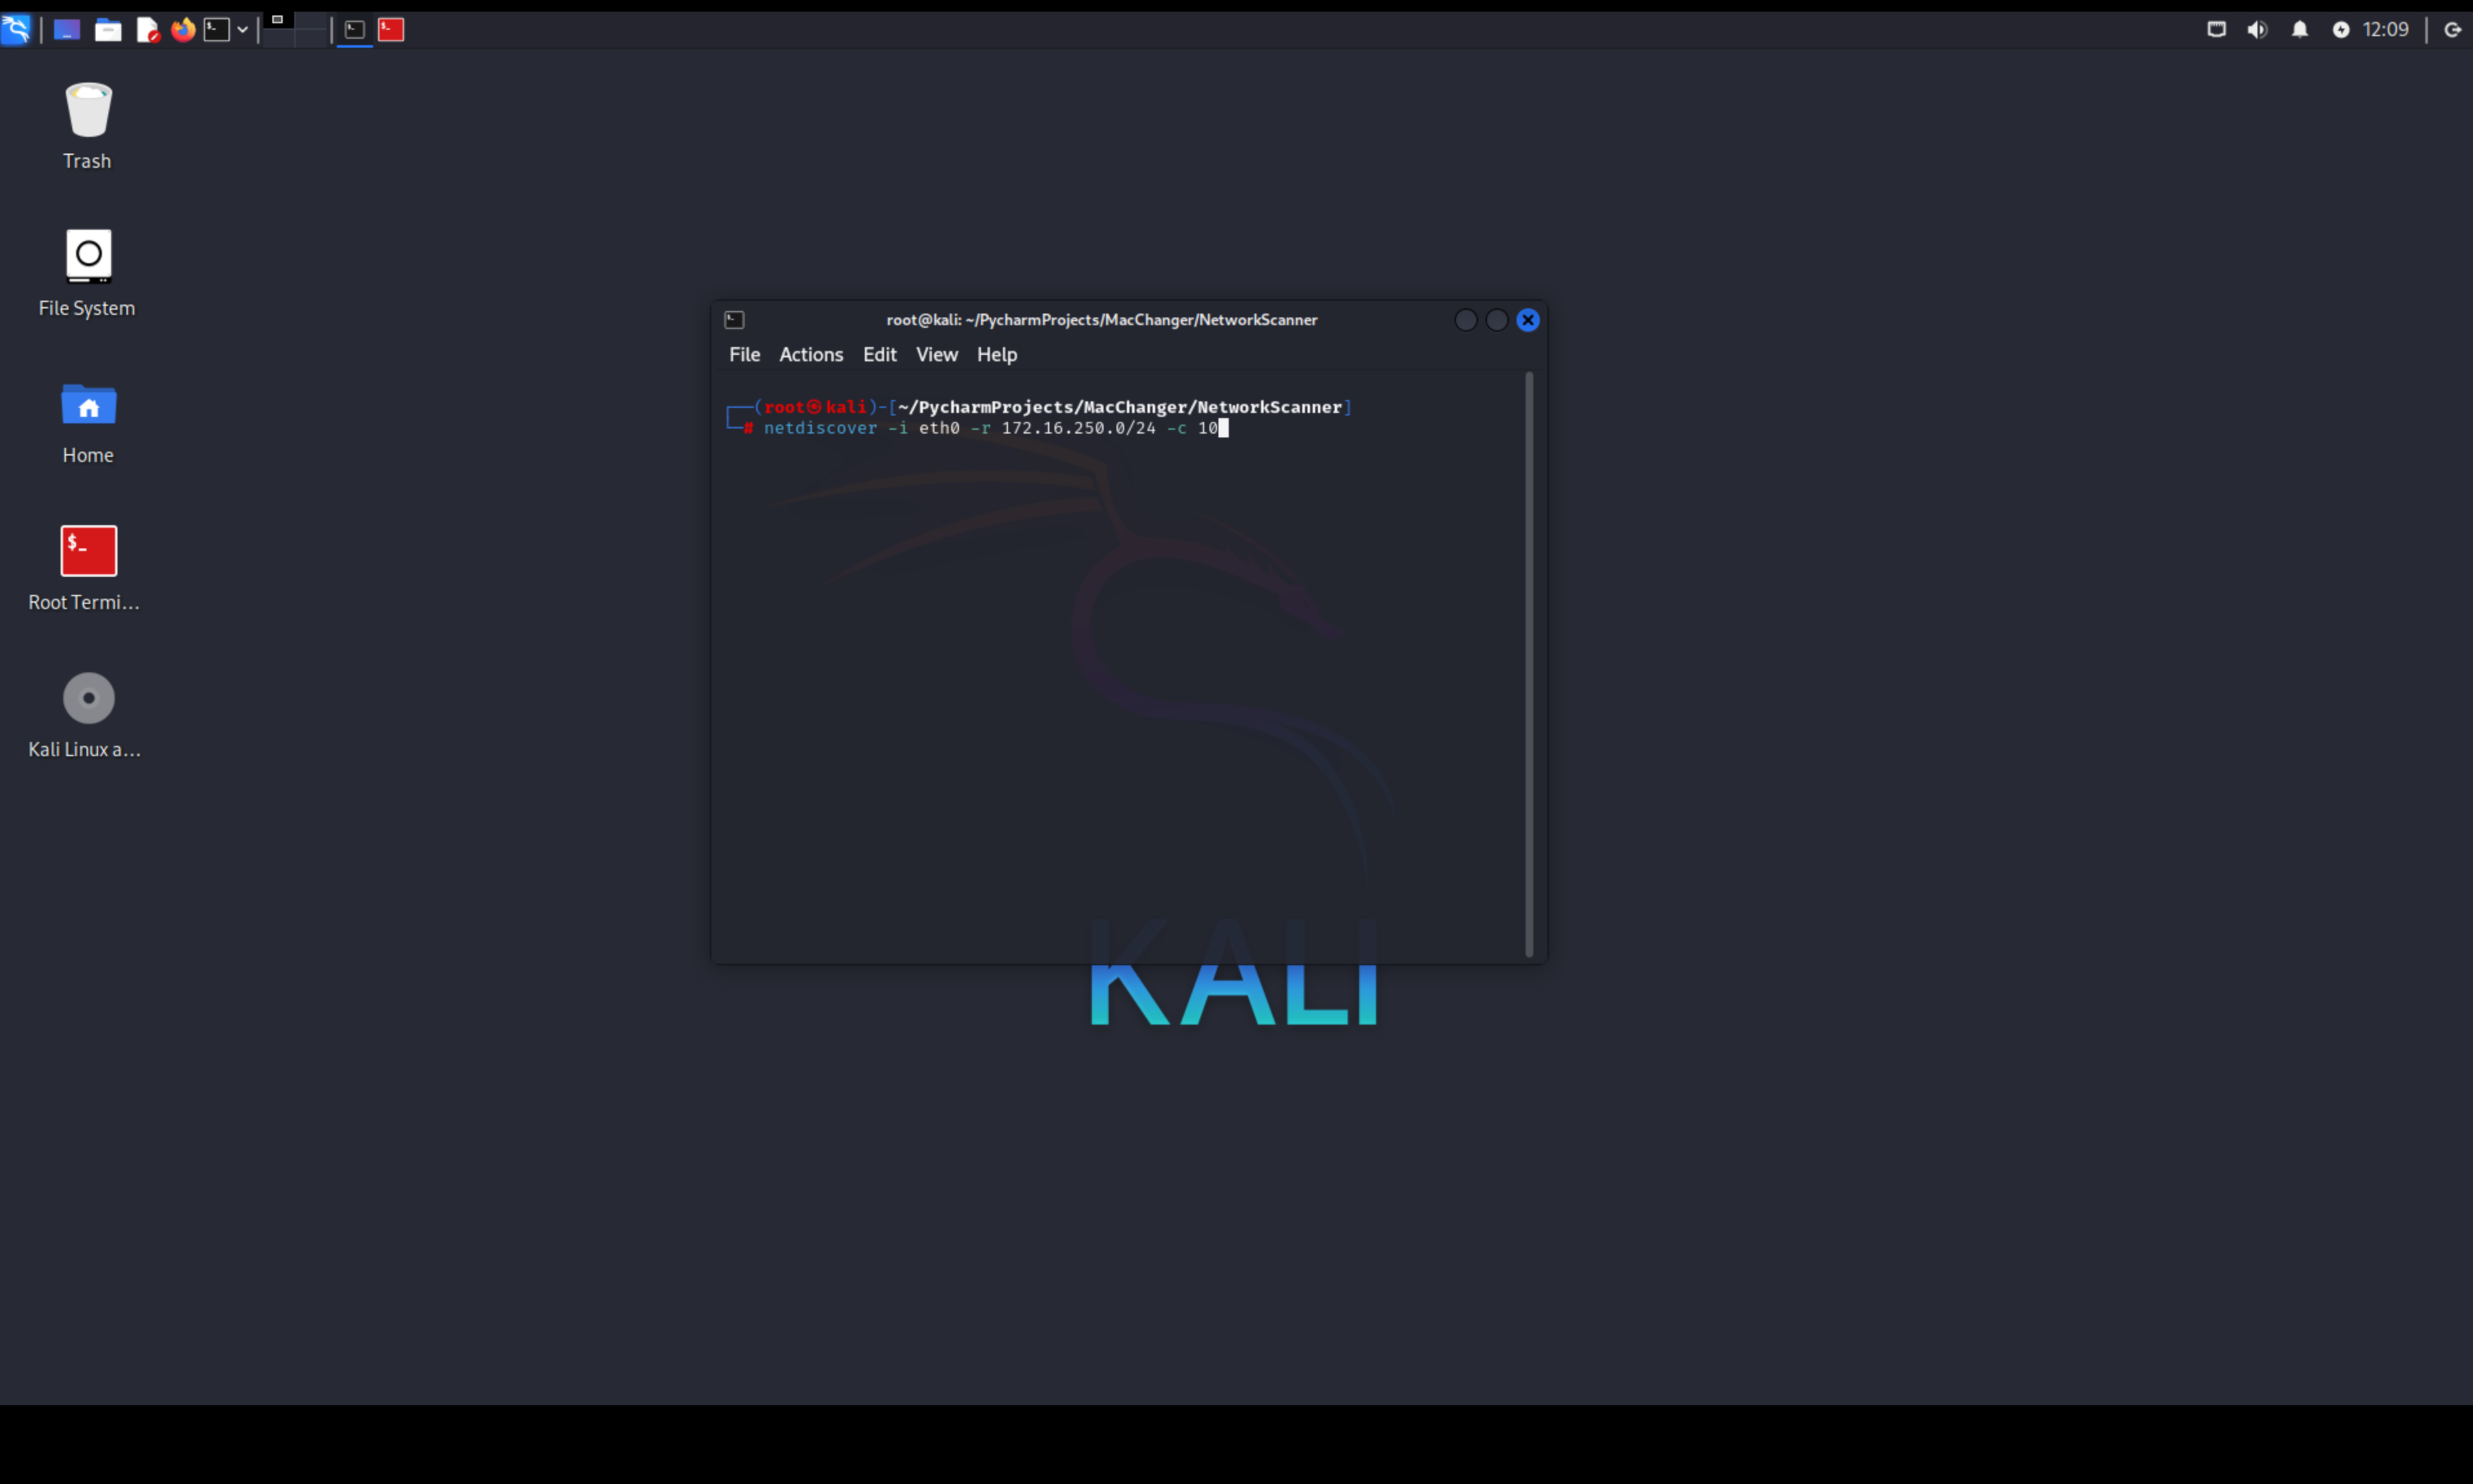 12:09
Trash
File System
Home
$_
Root Termi...
Kali Linux a...
root@kali: ~/PycharmProjects/MacChanger/NetworkScanner
File Actions Edit View Help
┌──(root㉿kali)-[~/PycharmProjects/MacChanger/NetworkScanner]
└─# netdiscover -i eth0 -r 172.16.250.0/24 -c 10
KALI